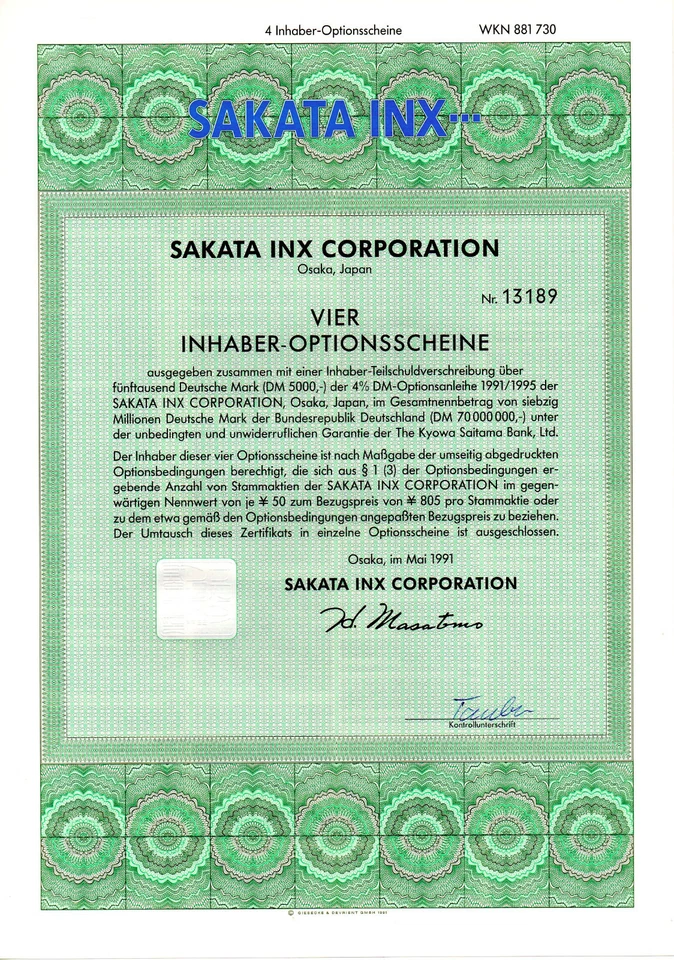 4 Inhaber-Optionsscheine WKN 881 730
SAKATA INX...
SAKATA INX CORPORATION
Osaka, Japan
Nr. 13189
VIER
INHABER-OPTIONSSCHEINE
ausgegeben zusammen mit einer Inhaber-Teilschuldverschreibung über
fünftausend Deutsche Mark (DM 5000,-) der 4% DM-Optionsanleihe 1991/1995 der
SAKATA INX CORPORATION, Osaka, Japan, im Gesamtnennbetrag von siebzig
Millionen Deutsche Mark der Bundesrepublik Deutschland (DM 70 000 000,-) unter
der unbedingten und unwiderruflichen Garantie der The Kyowa Saitama Bank, Ltd.
Der Inhaber dieser vier Optionsscheine ist nach Maßgabe der umseitig abgedruckten
Optionsbedingungen berechtigt, die sich aus § 1 (3) der Optionsbedingungen er-
gebende Anzahl von Stammaktien der SAKATA INX CORPORATION im gegen-
wärtigen Nennwert von je ¥ 50 zum Bezugspreis von ¥ 805 pro Stammaktie oder
zu dem etwa gemäß den Optionsbedingungen angepaßten Bezugspreis zu beziehen.
Der Umtausch dieses Zertifikats in einzelne Optionsscheine ist ausgeschlossen.
Osaka, im Mai 1991
SAKATA INX CORPORATION
H. Masatomo
Kontrollunterschrift
© GIESECKE & DEVRIENT GMBH 1991